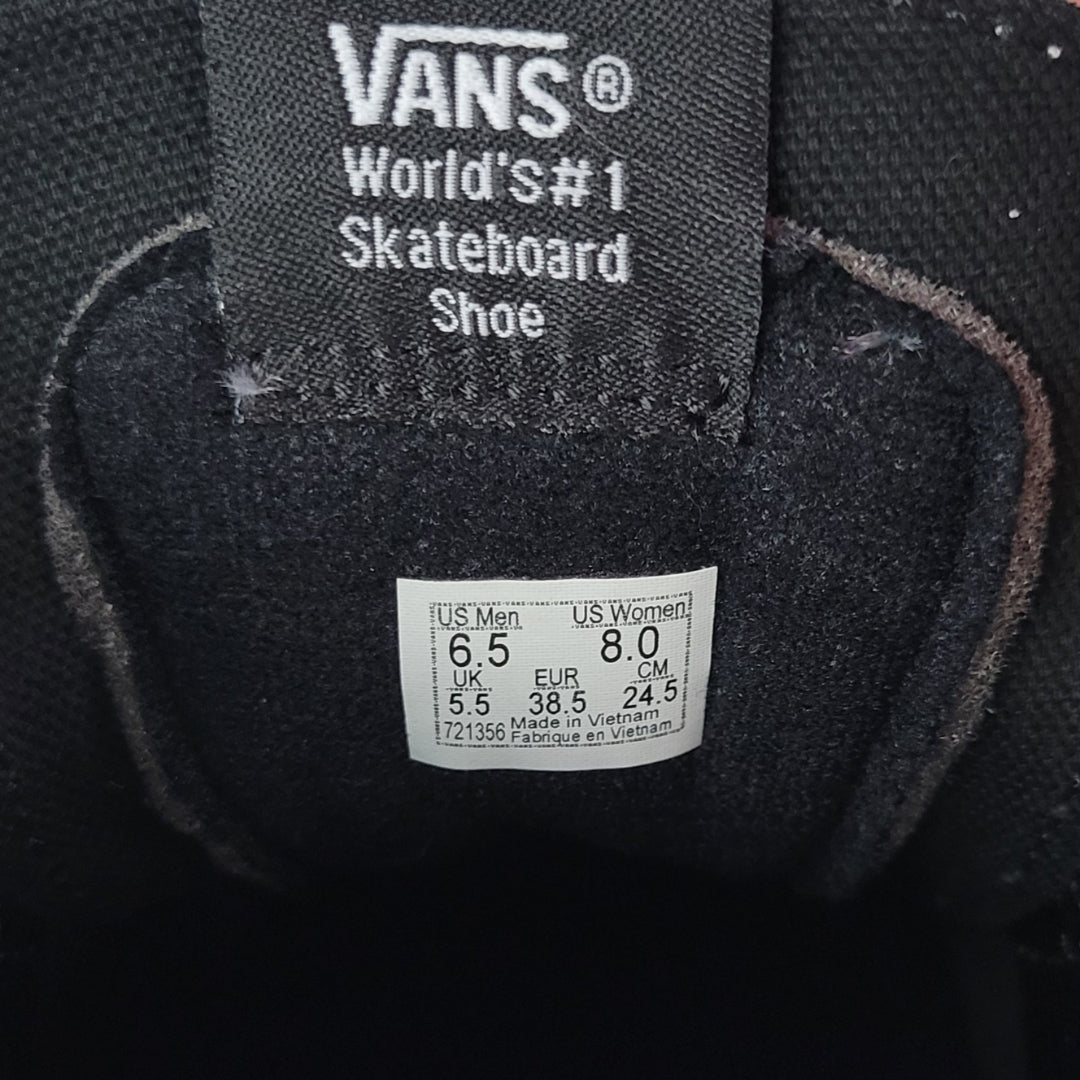 VANS®
World's #1
Skateboard
Shoe
US Men US Women
6.5 8.0
UK EUR CM
5.5 38.5 24.5
721356 Made in Vietnam
Fabrique en Vietnam